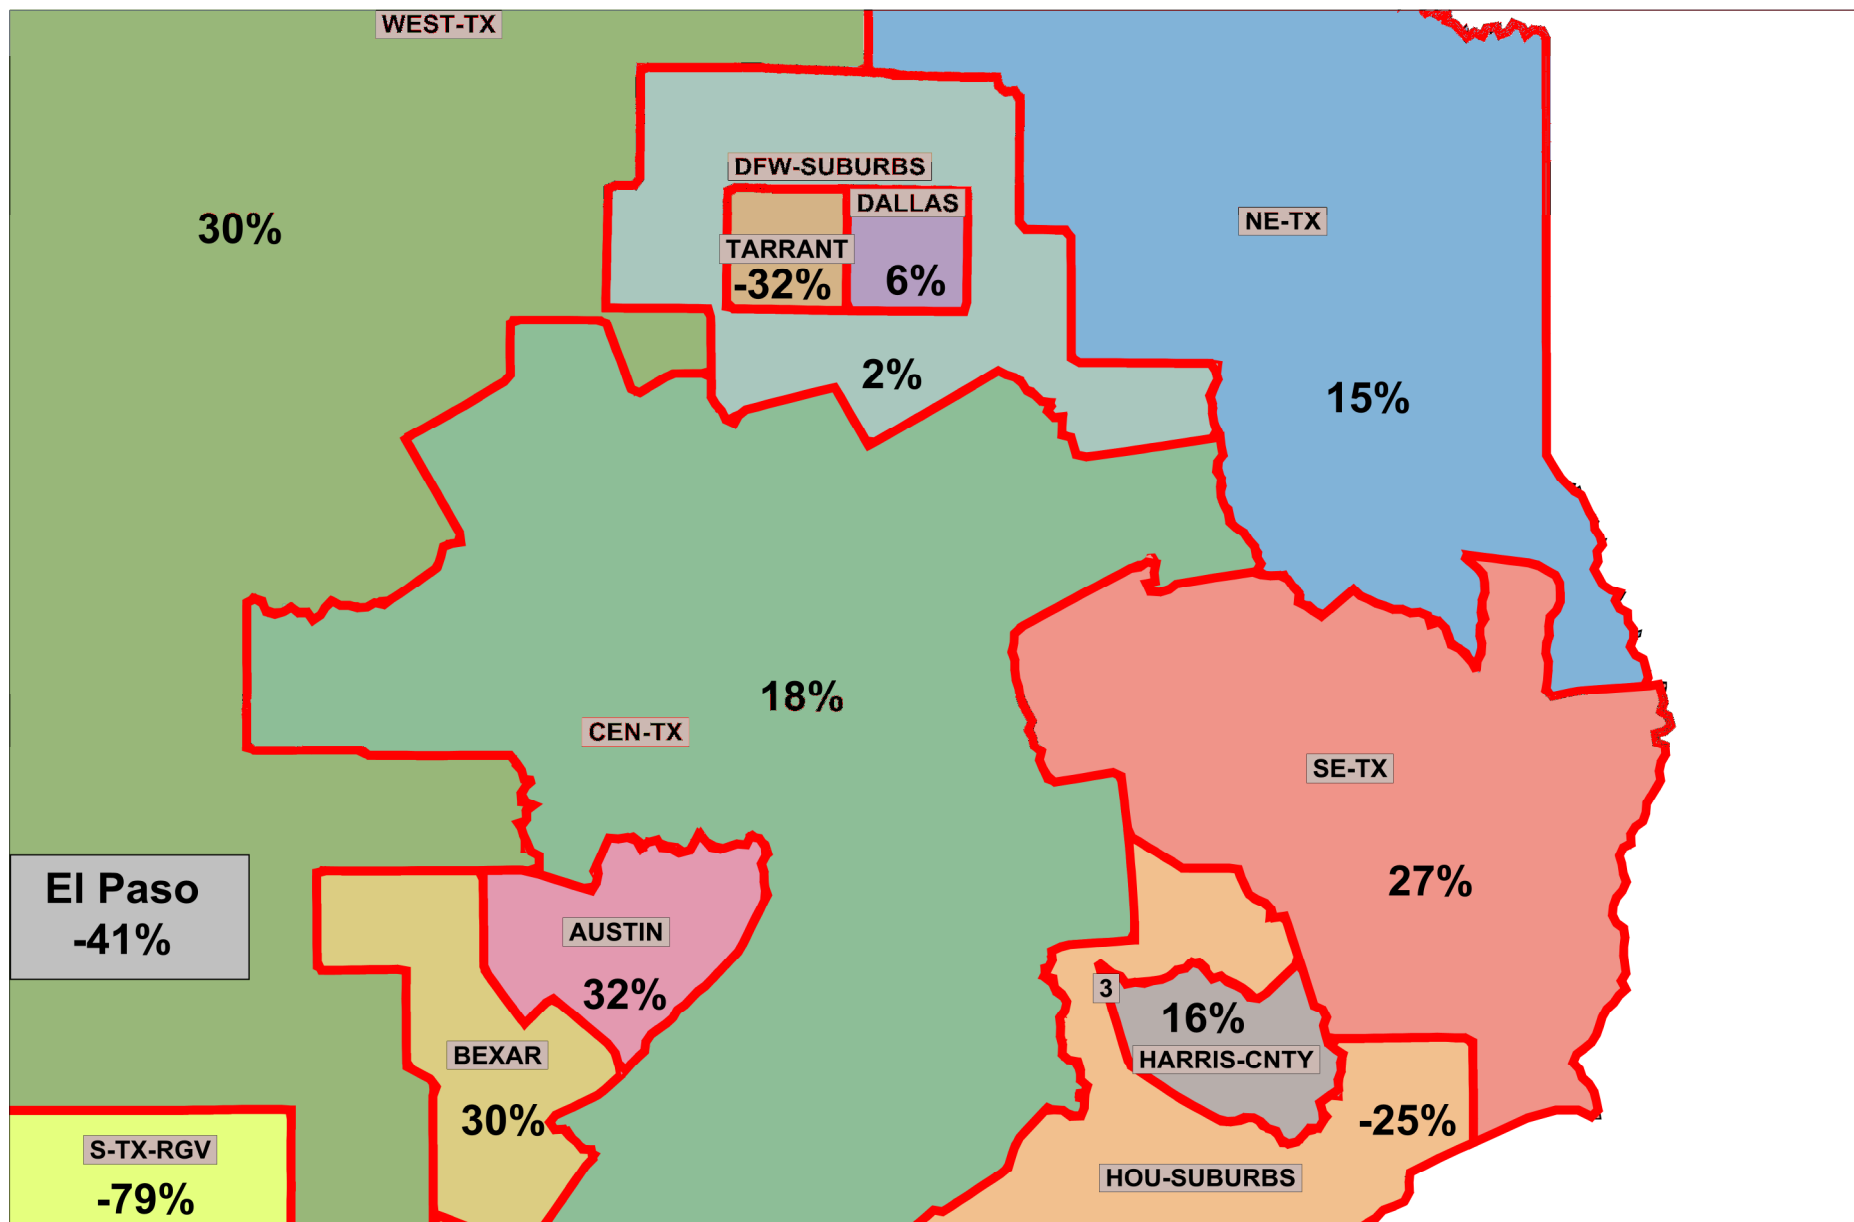 WEST-TX
30%
DFW-SUBURBS
DALLAS
TARRANT
-32%
6%
2%
NE-TX
15%
18%
CEN-TX
SE-TX
27%
El Paso
-41%
AUSTIN
32%
3
16%
HARRIS-CNTY
BEXAR
30%
-25%
HOU-SUBURBS
S-TX-RGV
-79%